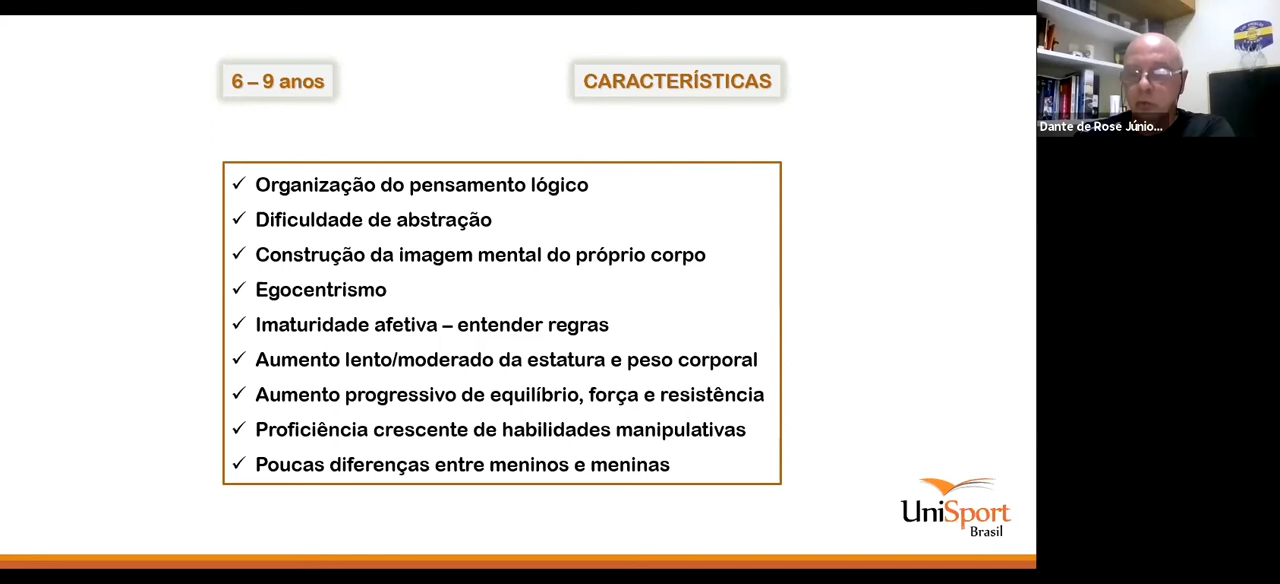 6 – 9 anos
CARACTERÍSTICAS
Organização do pensamento lógico
Dificuldade de abstração
Construção da imagem mental do próprio corpo
Egocentrismo
Imaturidade afetiva – entender regras
Aumento lento/moderado da estatura e peso corporal
Aumento progressivo de equilíbrio, força e resistência
Proficiência crescente de habilidades manipulativas
Poucas diferenças entre meninos e meninas
UniSport
Brasil
Dante de Rose Júnio...